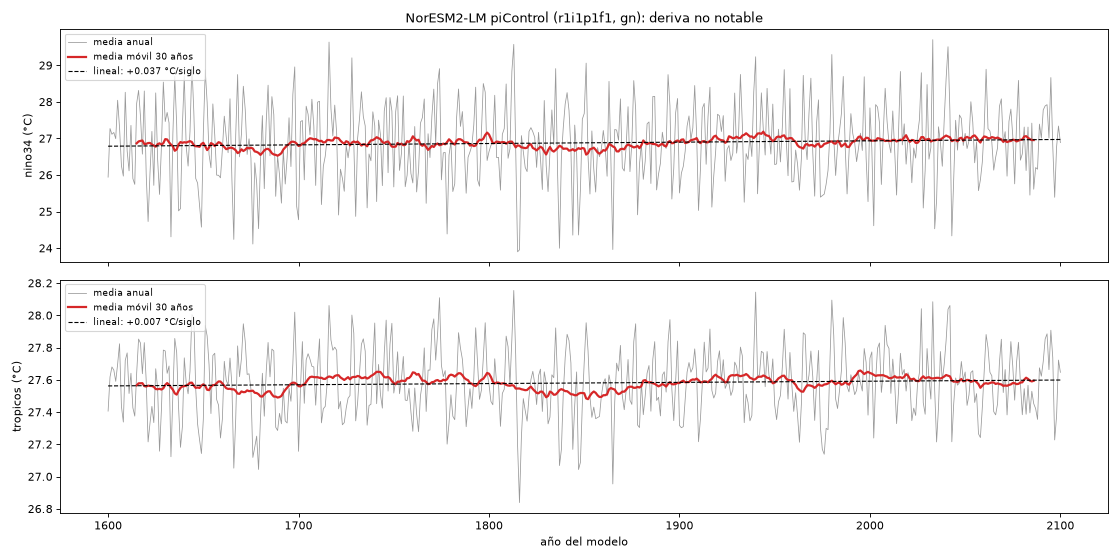 NorESM2-LM piControl (r1i1p1f1, gn): deriva no notable
media anual
media móvil 30 años
lineal: +0.037 °C/siglo
nino34 (°C)
29
28
27
26
25
24
media anual
media móvil 30 años
lineal: +0.007 °C/siglo
tropicos (°C)
28.2
28.0
27.8
27.6
27.4
27.2
27.0
26.8
1600 1700 1800 1900 2000 2100
año del modelo